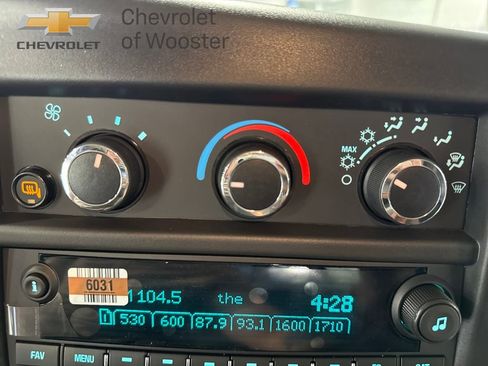 Chevrolet
of Wooster
CHEVROLET
MAX
6031
1104.5 the 4:28
1 530 600 87.9 93.1 1600 1710
i
FAV MENU